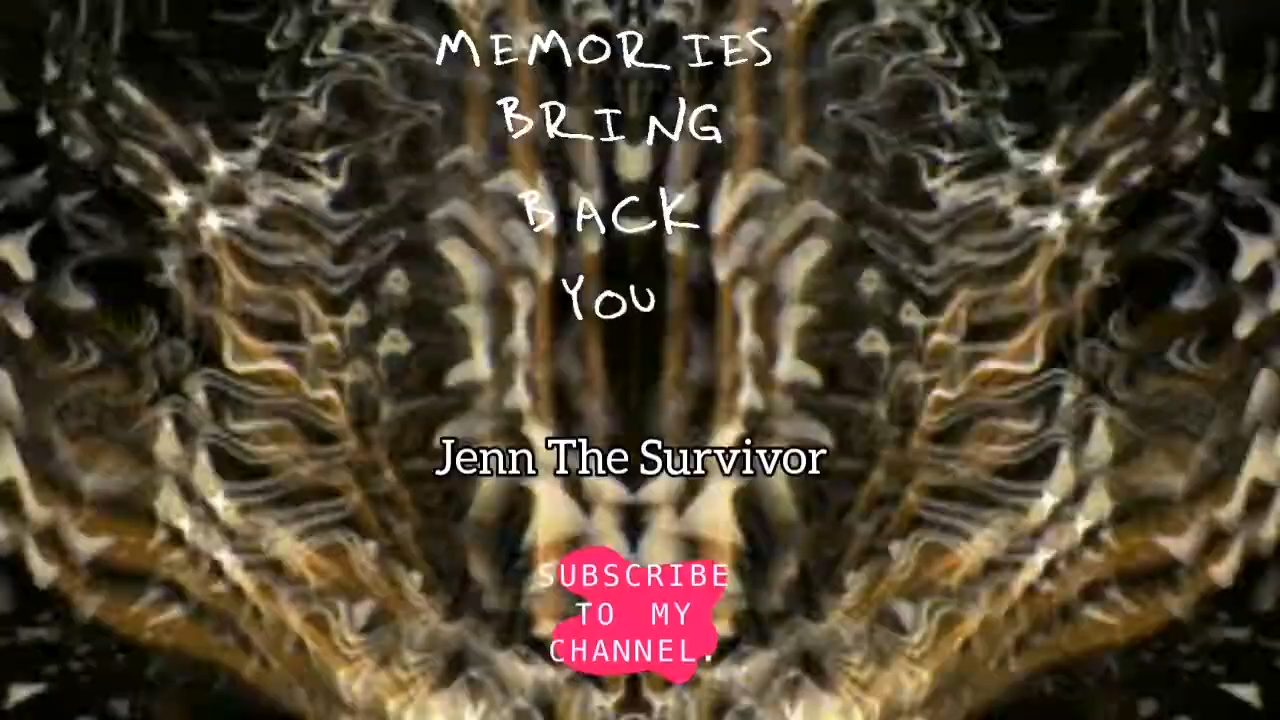 MEMORIES
BRING
BACK
YOU
Jenn The Survivor
SUBSCRIBE
TO MY
CHANNEL.